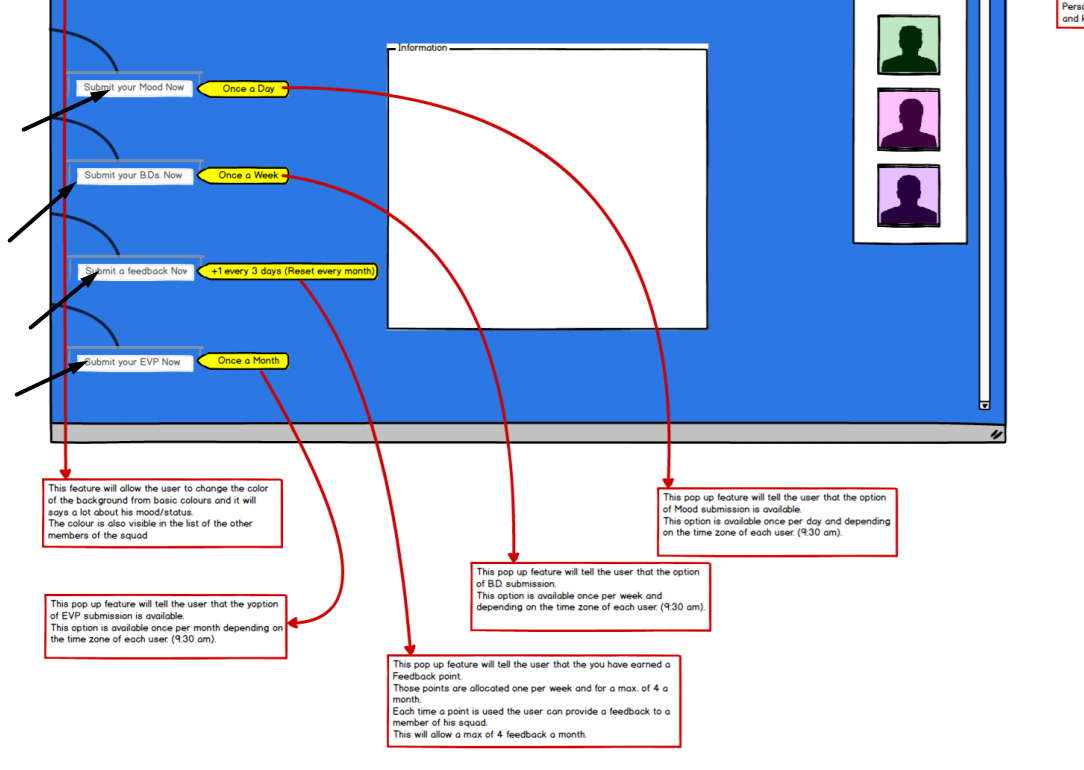 Perso
and k
Information
Submit your Mood Now
Once a Day
Submit your B.Ds. Now
Once a Week
Submit a feedback Now
+1 every 3 days (Reset every month)
Submit your EVP Now
Once a Month
This feature will allow the user to change the color
of the background from basic colours and it will
says a lot about his mood/status.
The colour is also visible in the list of the other
members of the squad
This pop up feature will tell the user that the option
of Mood submission is available.
This option is available once per day and depending
on the time zone of each user. (9:30 am).
This pop up feature will tell the user that the option
of B.D. submission.
This option is available once per week and
depending on the time zone of each user. (9:30 am).
This pop up feature will tell the user that the yoption
of EVP submission is available.
This option is available once per month depending on
the time zone of each user. (9:30 am).
This pop up feature will tell the user that the you have earned a
Feedback point.
Those points are allocated one per week and for a max. of 4 a
month.
Each time a point is used the user can provide a feedback to a
member of his squad.
This will allow a max of 4 feedback a month.